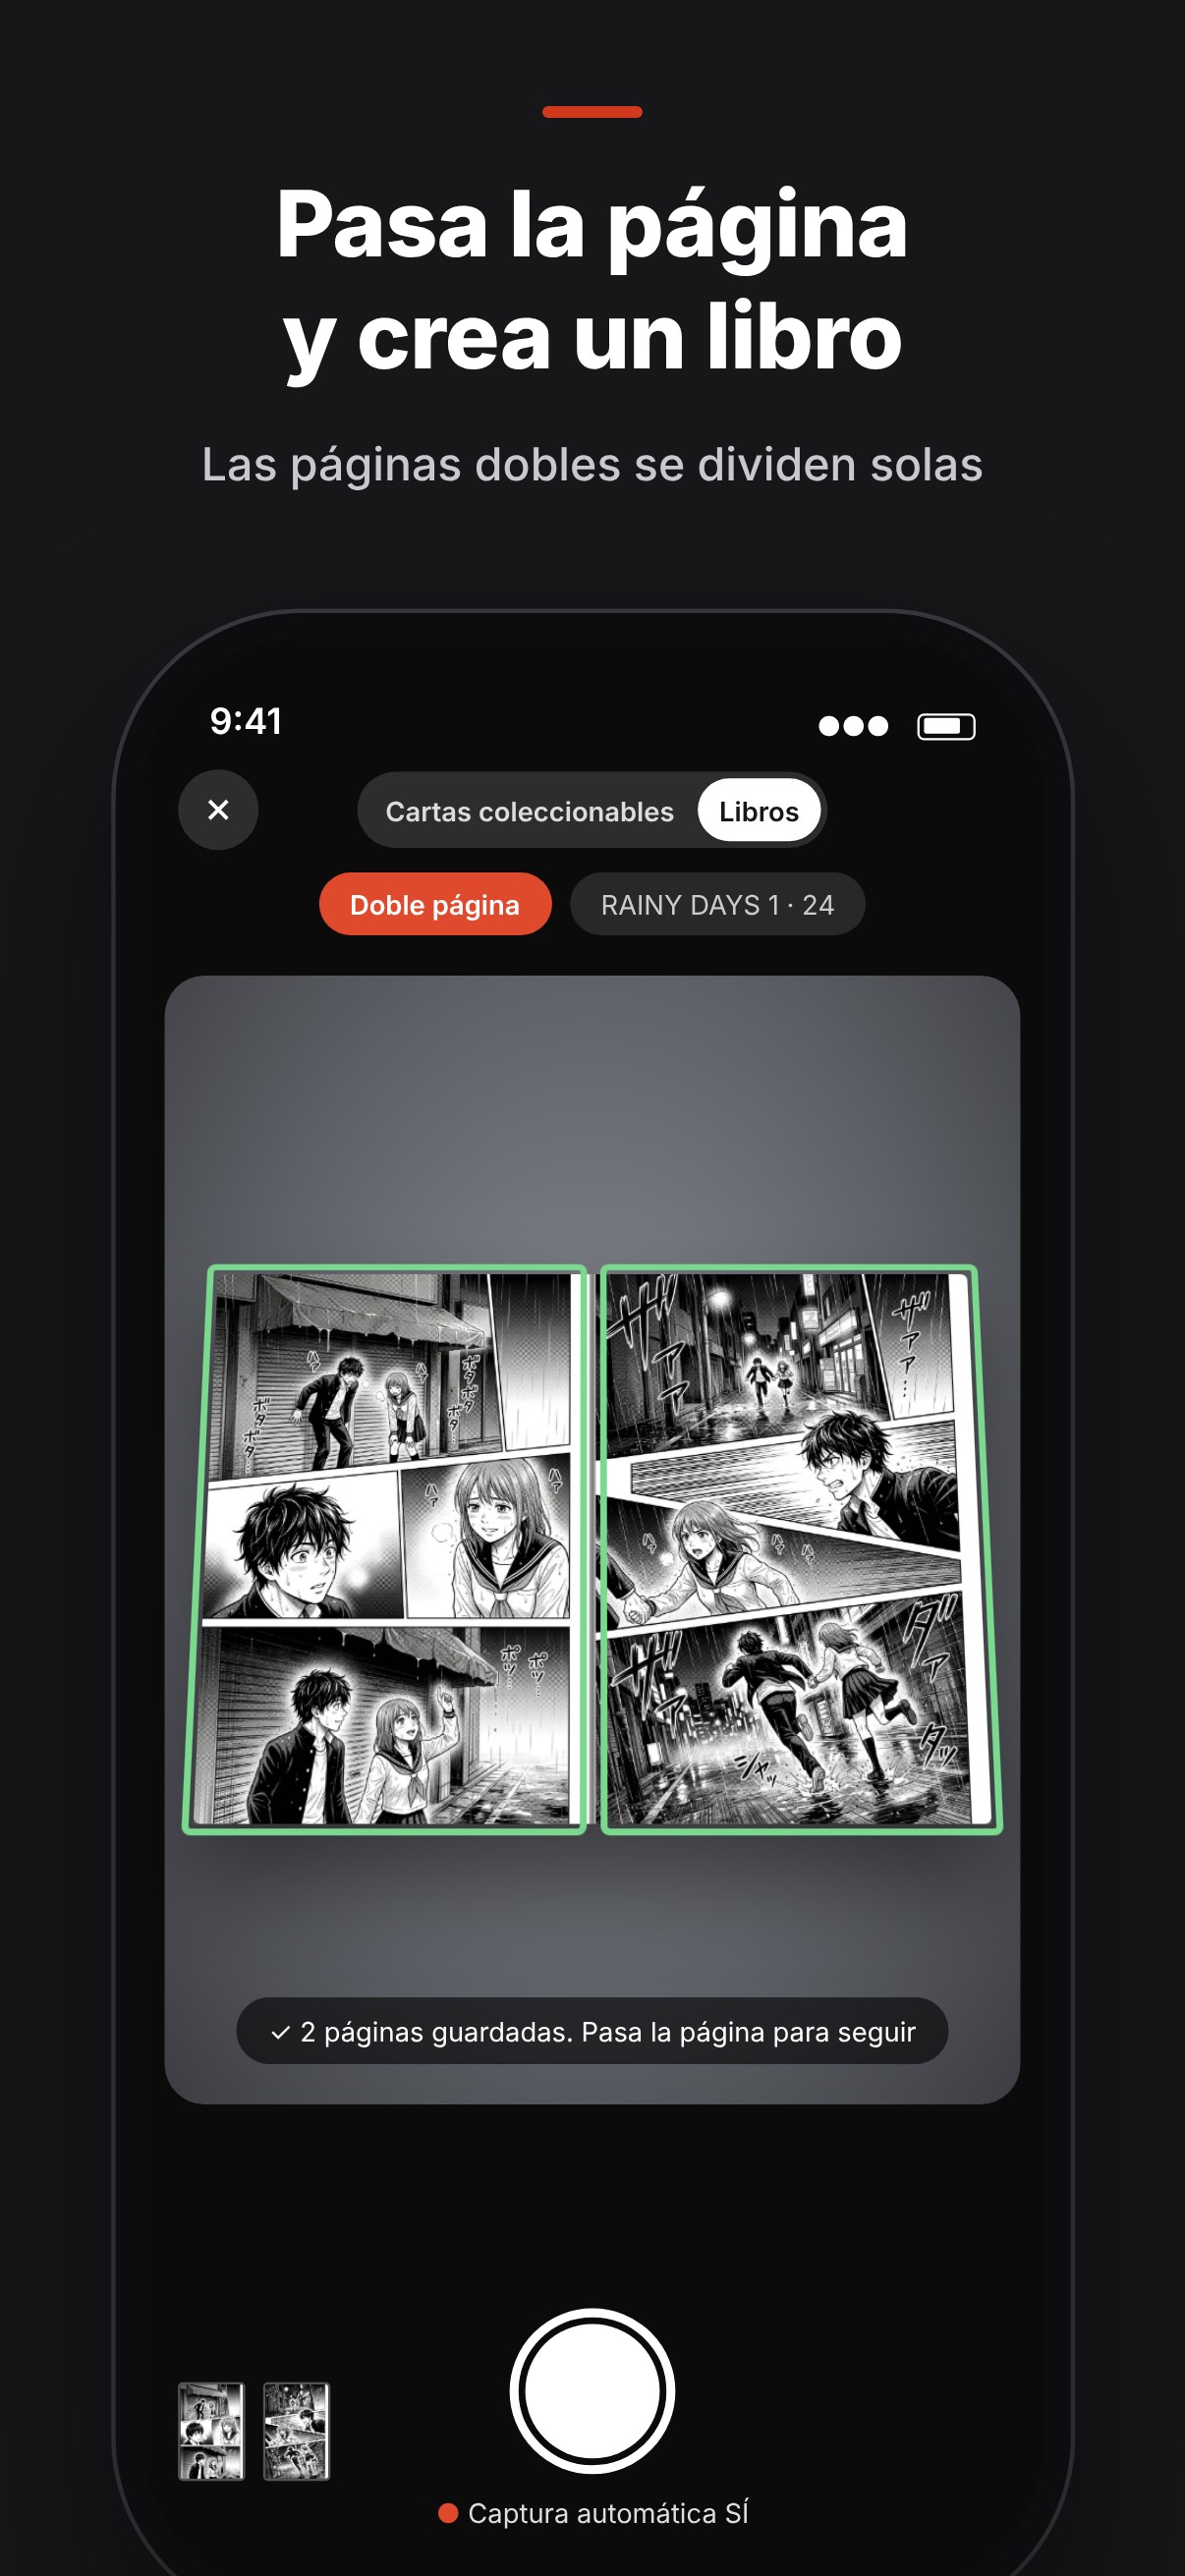 Pasa la página
y crea un libro
Las páginas dobles se dividen solas
9:41
Cartas coleccionables Libros
Doble página RAINY DAYS 1 · 24
✓ 2 páginas guardadas. Pasa la página para seguir
Captura automática SÍ